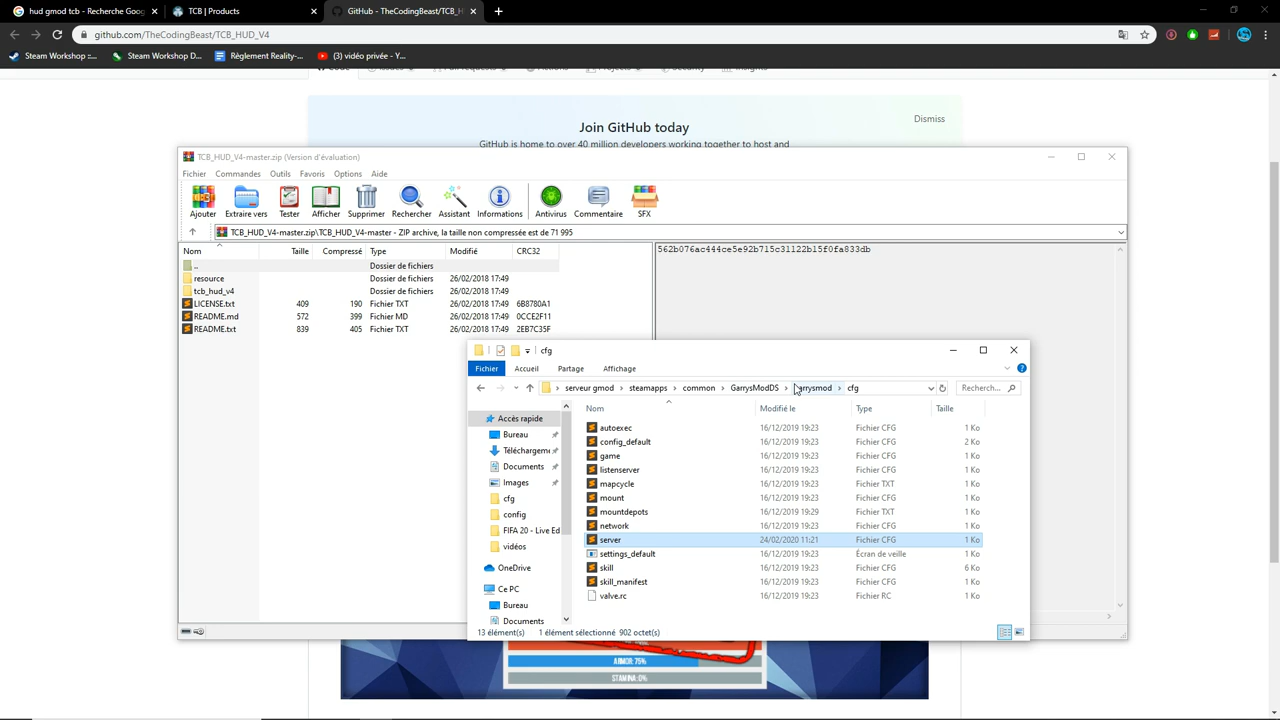 hud gmod tcb - Recherche Goog
TCB | Products
GitHub - TheCodingBeast/TCB_H
github.com/TheCodingBeast/TCB_HUD_V4
Steam Workshop ::...
Steam Workshop D...
Règlement Reality-...
(3) vidéo privée - Y...
Join GitHub today
Dismiss
GitHub is home to over 40 million developers working together to host and
TCB_HUD_V4-master.zip (Version d'évaluation)
Fichier Commandes Outils Favoris Options Aide
Ajouter Extraire vers Tester Afficher Supprimer Rechercher Assistant Informations Antivirus Commentaire SFX
TCB_HUD_V4-master.zip\TCB_HUD_V4-master - ZIP archive, la taille non compressée est de 71 995
Nom Taille Compressé Type Modifié CRC32
562b076ac444ce5e92b715c31122b15f0fa833db
.. Dossier de fichiers
resource Dossier de fichiers 26/02/2018 17:49
tcb_hud_v4 Dossier de fichiers 26/02/2018 17:49
LICENSE.txt 409 190 Fichier TXT 26/02/2018 17:49 6B8780A1
README.md 572 399 Fichier MD 26/02/2018 17:49 0CCE2F11
README.txt 839 405 Fichier TXT 26/02/2018 17:49 2EB7C35F
cfg
Fichier Accueil Partage Affichage
serveur gmod > steamapps > common > GarrysModDS > garrysmod > cfg
Recherch...
Nom Modifié le Type Taille
autoexec 16/12/2019 19:23 Fichier CFG 1 Ko
config_default 16/12/2019 19:23 Fichier CFG 2 Ko
game 16/12/2019 19:23 Fichier CFG 1 Ko
listenserver 16/12/2019 19:23 Fichier CFG 1 Ko
mapcycle 16/12/2019 19:23 Fichier TXT 1 Ko
mount 16/12/2019 19:23 Fichier CFG 1 Ko
mountdepots 16/12/2019 19:29 Fichier TXT 1 Ko
network 16/12/2019 19:23 Fichier CFG 1 Ko
server 24/02/2020 11:21 Fichier CFG 1 Ko
settings_default 16/12/2019 19:23 Écran de veille 1 Ko
skill 16/12/2019 19:23 Fichier CFG 6 Ko
skill_manifest 16/12/2019 19:23 Fichier CFG 1 Ko
valve.rc 16/12/2019 19:23 Fichier RC 1 Ko
Accès rapide
Bureau
Téléchargeme
Documents
Images
cfg
config
FIFA 20 - Live Ed
vidéos
OneDrive
Ce PC
Bureau
Documents
13 élément(s) 1 élément sélectionné 902 octet(s)
ARMOR: 75%
STAMINA: 0%